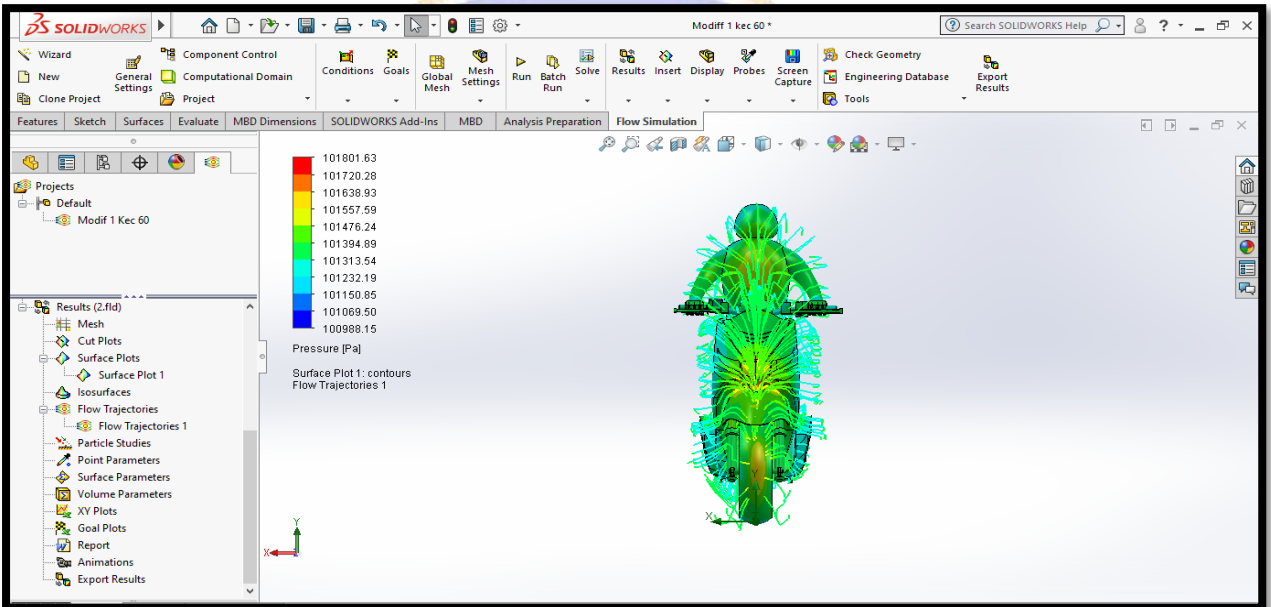 SOLIDWORKS
Modiff 1 kec 60 *
Search SOLIDWORKS Help
?
Wizard
New
Clone Project
General Settings
Component Control
Computational Domain
Project
Conditions
Goals
Global Mesh
Mesh Settings
Run
Batch Run
Solve
Results
Insert
Display
Probes
Screen Capture
Check Geometry
Engineering Database
Tools
Export Results
Features
Sketch
Surfaces
Evaluate
MBD Dimensions
SOLIDWORKS Add-Ins
MBD
Analysis Preparation
Flow Simulation
Projects
Default
Modif 1 Kec 60
Results (2.fld)
Mesh
Cut Plots
Surface Plots
Surface Plot 1
Isosurfaces
Flow Trajectories
Flow Trajectories 1
Particle Studies
Point Parameters
Surface Parameters
Volume Parameters
XY Plots
Goal Plots
Report
Animations
Export Results
101801.63
101720.28
101638.93
101557.59
101476.24
101394.89
101313.54
101232.19
101150.85
101069.50
100988.15
Pressure [Pa]
Surface Plot 1: contours
Flow Trajectories 1
Y
X
Y
X